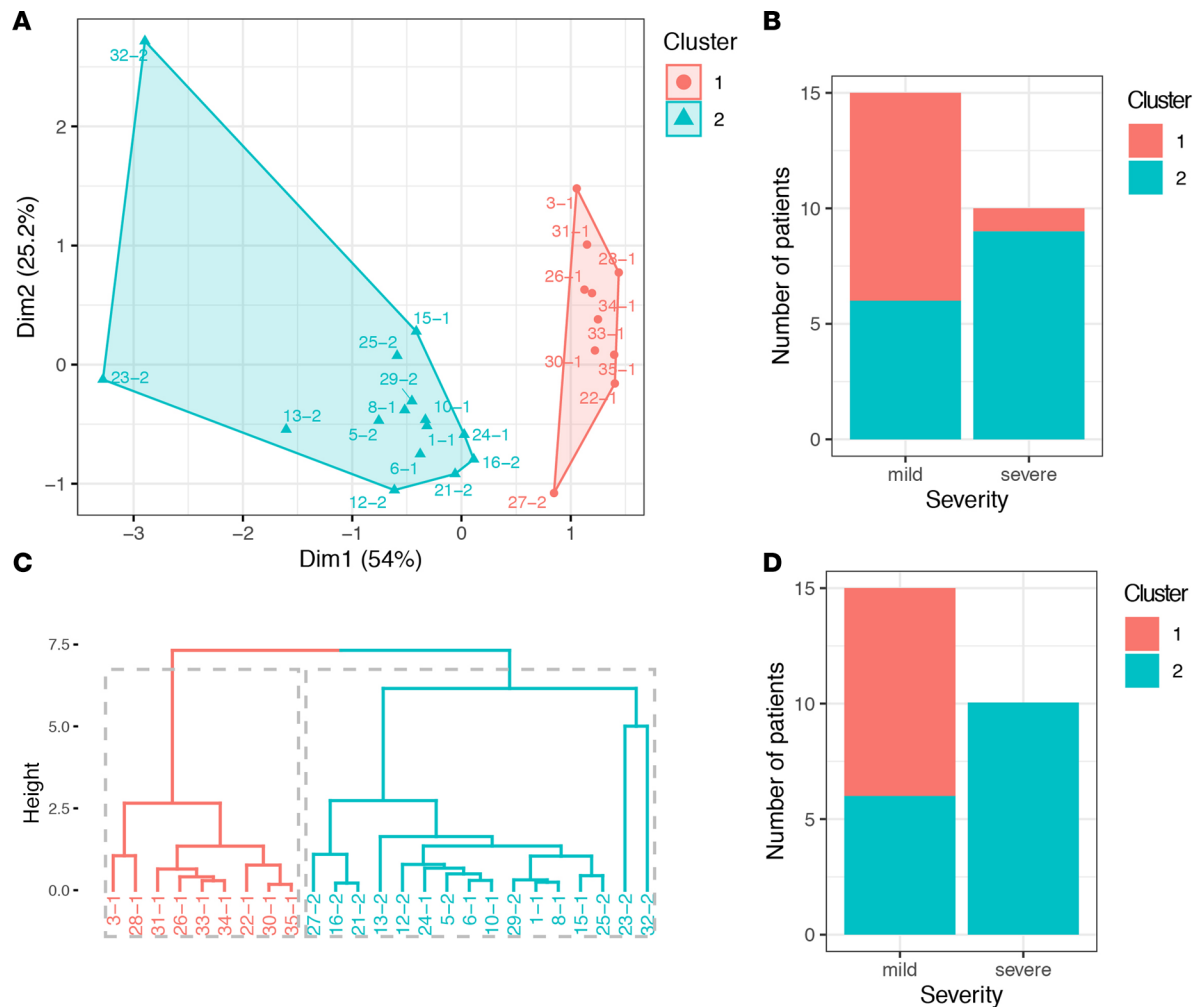 A
Dim2 (25.2%)
2
1
0
−1
32−2
23−2
13−2
25−2
15−1
29−2
8−1
5−2
10−1
1−1
6−1
24−1
16−2
21−2
12−2
3−1
31−1
28−1
26−1
34−1
33−1
30−1
35−1
22−1
27−2
−3 −2 −1 0 1
Dim1 (54%)
Cluster
1
2
B
Number of patients
15
10
5
0
mild severe
Severity
Cluster
1
2
C
Height
7.5
5.0
2.5
0.0
3−1 28−1 31−1 26−1 33−1 34−1 22−1 30−1 35−1 27−2 16−2 21−2 13−2 12−2 24−1 5−2 6−1 10−1 29−2 1−1 8−1 15−1 25−2 23−2 32−2
D
Number of patients
15
10
5
0
mild severe
Severity
Cluster
1
2